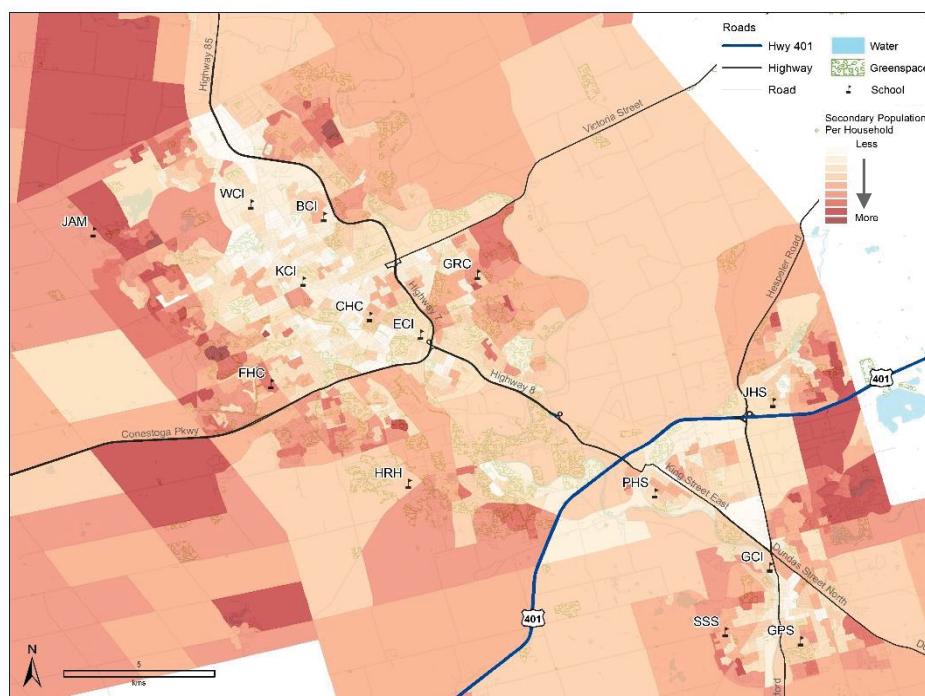 Roads
Hwy 401
Highway
Road
Water
Greenspace
School
Secondary Population
Per Household
Less
More
Highway 85
Victoria Street
WCI
BCI
JAM
GRC
KCI
Highway 7
CHC
ECI
Hespeler Road
FHC
Highway 8
401
JHS
Conestoga Pkwy
HRH
PHS
King Street East
GCI
Dundas Street North
401
SSS
GPS
N
5
Kms